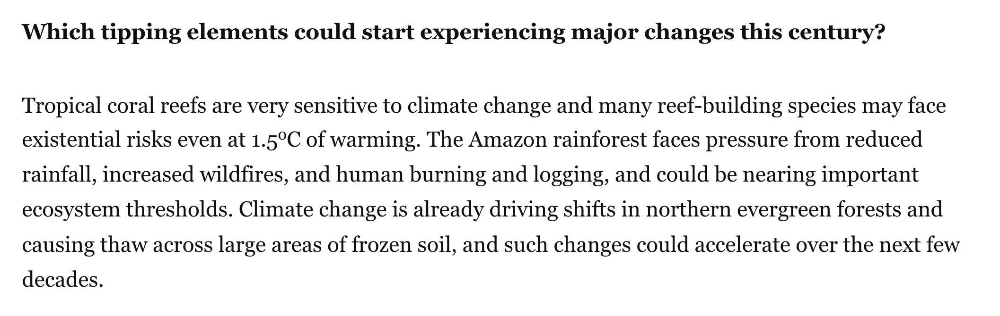 Which tipping elements could start experiencing major changes this century?
Tropical coral reefs are very sensitive to climate change and many reef-building species may face
existential risks even at 1.5ºC of warming. The Amazon rainforest faces pressure from reduced
rainfall, increased wildfires, and human burning and logging, and could be nearing important
ecosystem thresholds. Climate change is already driving shifts in northern evergreen forests and
causing thaw across large areas of frozen soil, and such changes could accelerate over the next few
decades.